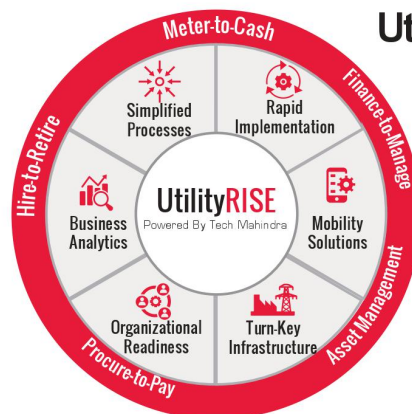 Ut
Meter-to-Cash
Finance-to-Manage
Asset Management
Procure-to-Pay
Hire-to-Retire
Simplified
Processes
Rapid
Implementation
Business
Analytics
UtilityRISE
Powered By Tech Mahindra
Mobility
Solutions
Organizational
Readiness
Turn-Key
Infrastructure